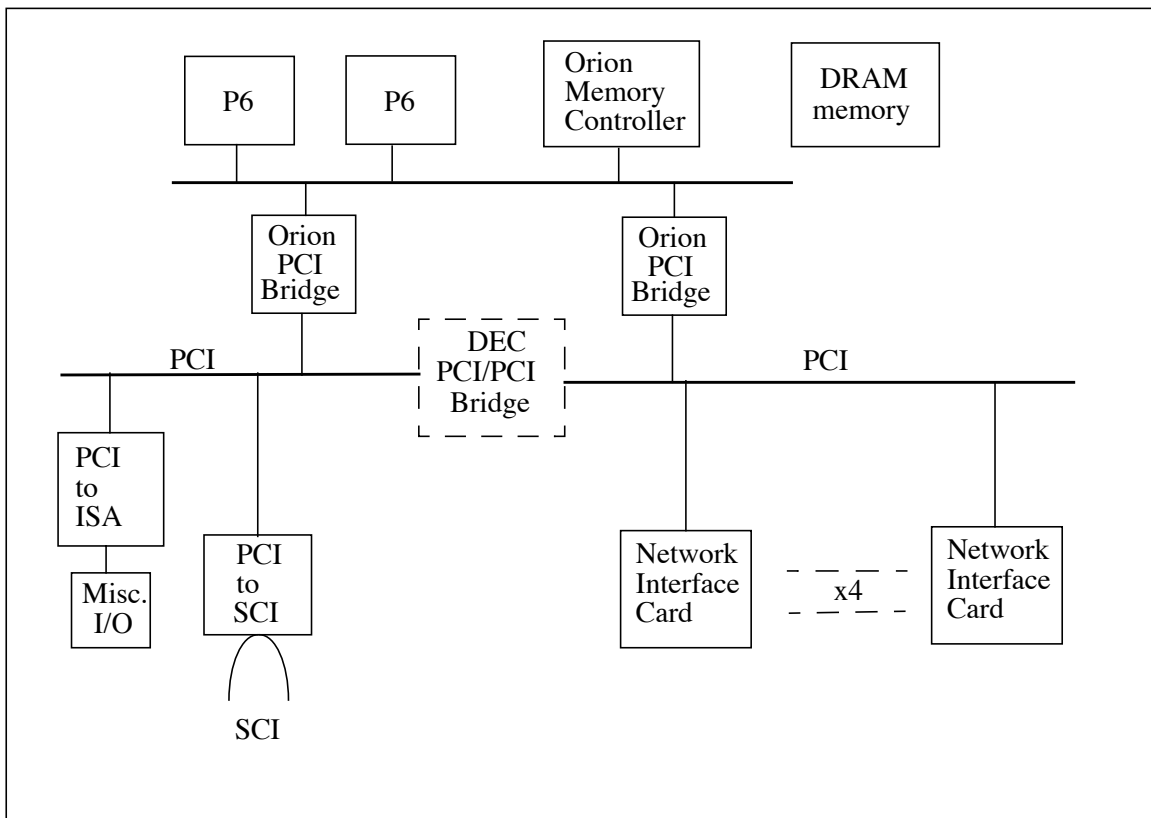 P6
P6
Orion
Memory
Controller
DRAM
memory
Orion
PCI
Bridge
Orion
PCI
Bridge
PCI
DEC
PCI/PCI
Bridge
PCI
PCI
to
ISA
Misc.
I/O
PCI
to
SCI
SCI
Network
Interface
Card
x4
Network
Interface
Card